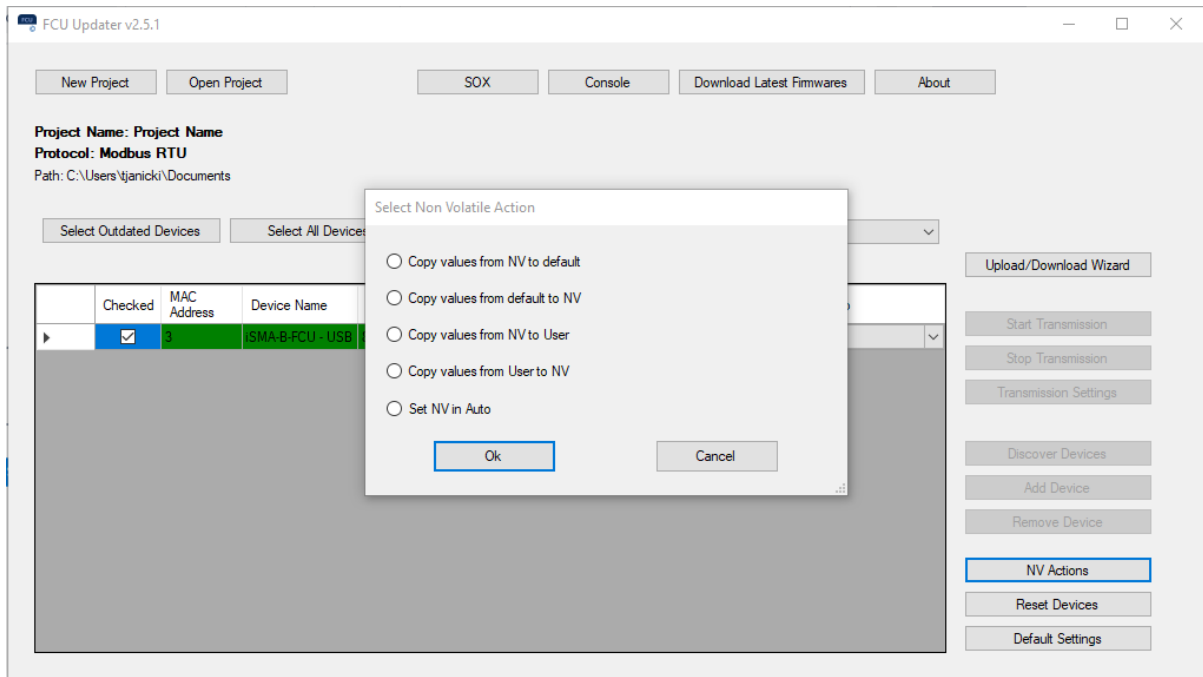 FCU
FCU Updater v2.5.1
New Project Open Project SOX Console Download Latest Firmwares About
Project Name: Project Name
Protocol: Modbus RTU
Path: C:\Users\tjanicki\Documents
Select Non Volatile Action
Select Outdated Devices Select All Devices
Copy values from NV to default
Copy values from default to NV
Copy values from NV to User
Copy values from User to NV
Set NV in Auto
Ok Cancel
Checked MAC Address Device Name
3 iSMA-B-FCU - USB
Upload/Download Wizard
Start Transmission
Stop Transmission
Transmission Settings
Discover Devices
Add Device
Remove Device
NV Actions
Reset Devices
Default Settings